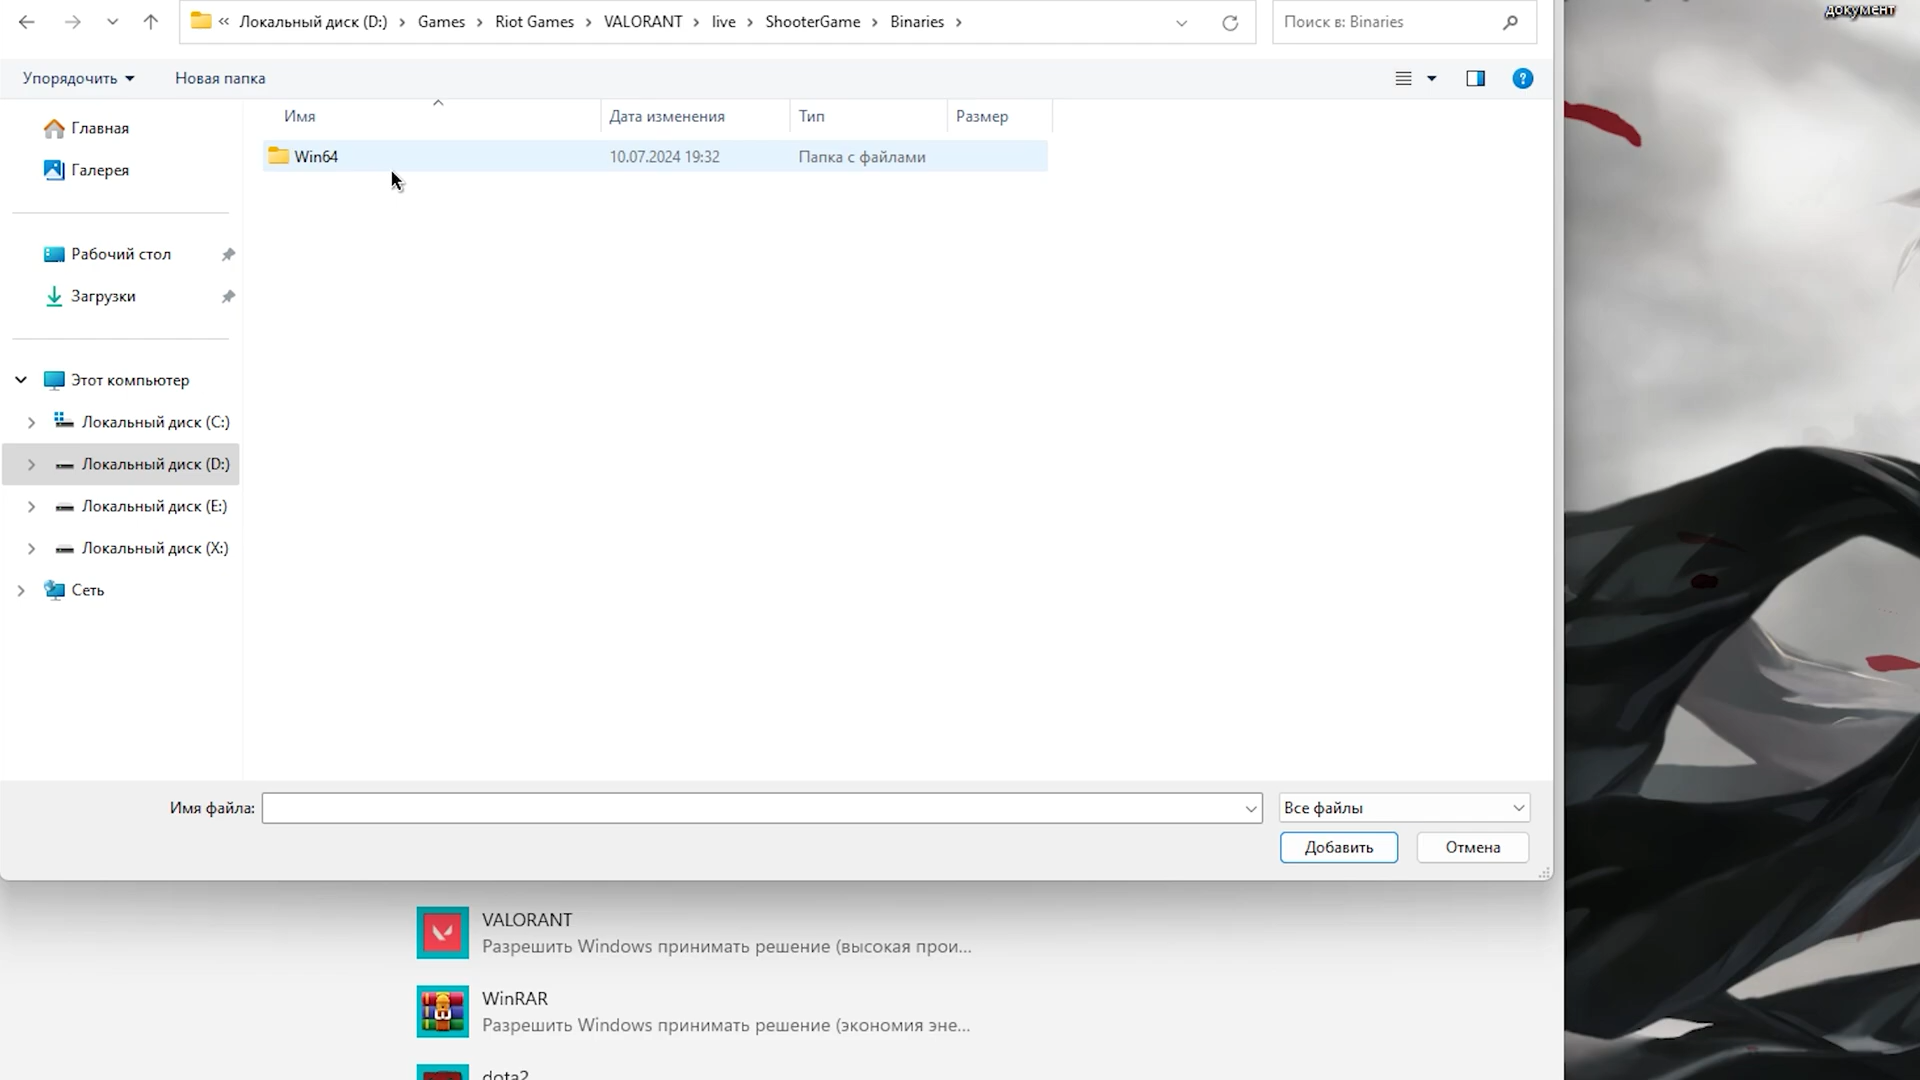 документ
« Локальный диск (D:) > Games > Riot Games > VALORANT > live > ShooterGame > Binaries >
Поиск в: Binaries
Упорядочить
Новая папка
Имя
Дата изменения
Тип
Размер
Win64
10.07.2024 19:32
Папка с файлами
Главная
Галерея
Рабочий стол
Загрузки
Этот компьютер
Локальный диск (C:)
Локальный диск (D:)
Локальный диск (E:)
Локальный диск (X:)
Сеть
Имя файла:
Все файлы
Добавить
Отмена
VALORANT
Разрешить Windows принимать решение (высокая прои...
WinRAR
Разрешить Windows принимать решение (экономия эне...
dota2